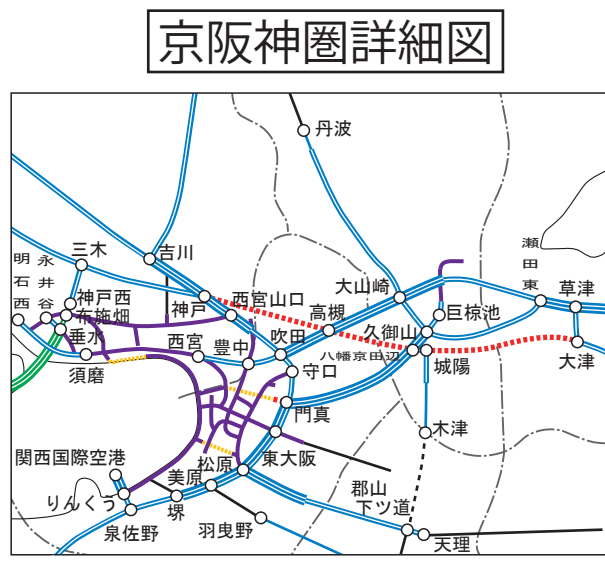 京阪神圏詳細図
丹波
瀬田東
明石西
永井谷
三木
吉川
神戸西
布施畑
神戸
西宮山口
大山崎
高槻
久御山
巨椋池
草津
垂水
須磨
西宮
豊中
吹田
八幡京田辺
守口
城陽
大津
門真
木津
東大阪
松原
美原
関西国際空港
りんくう
堺
泉佐野
羽曳野
郡山
下ツ道
天理